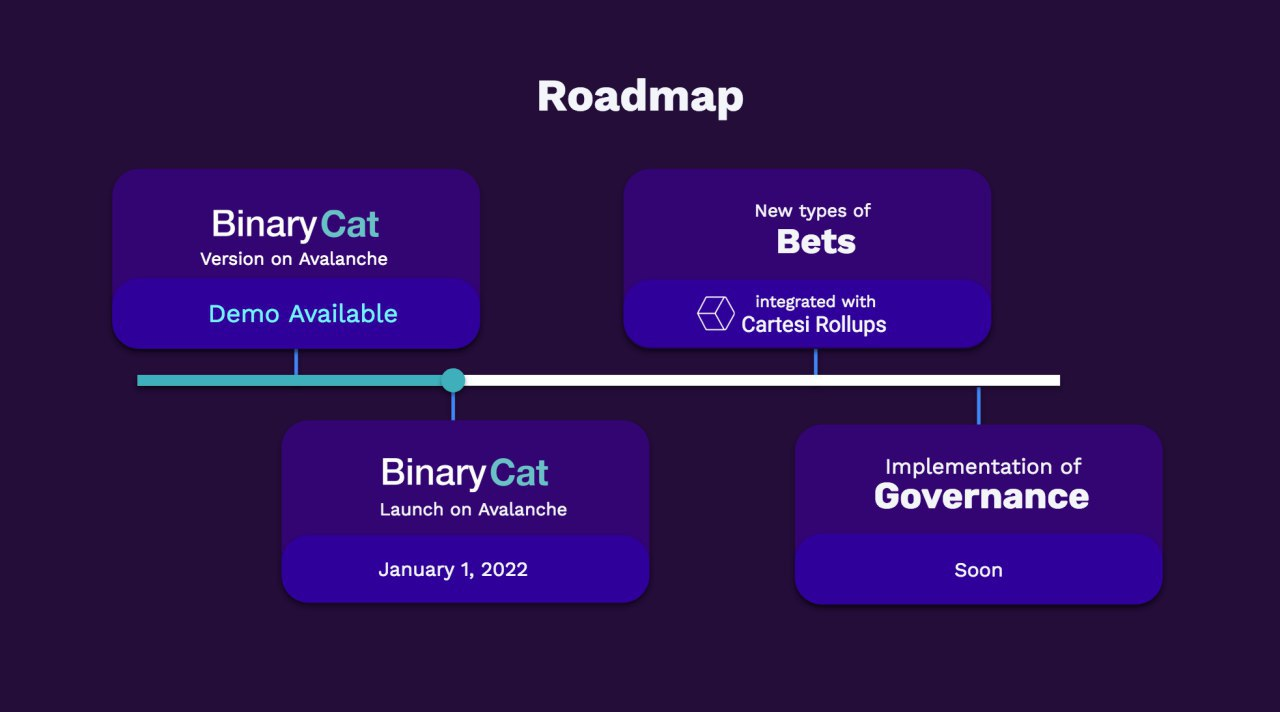 Roadmap
BinaryCat
Version on Avalanche
Demo Available
New types of
Bets
integrated with
Cartesi Rollups
BinaryCat
Launch on Avalanche
January 1, 2022
Implementation of
Governance
Soon